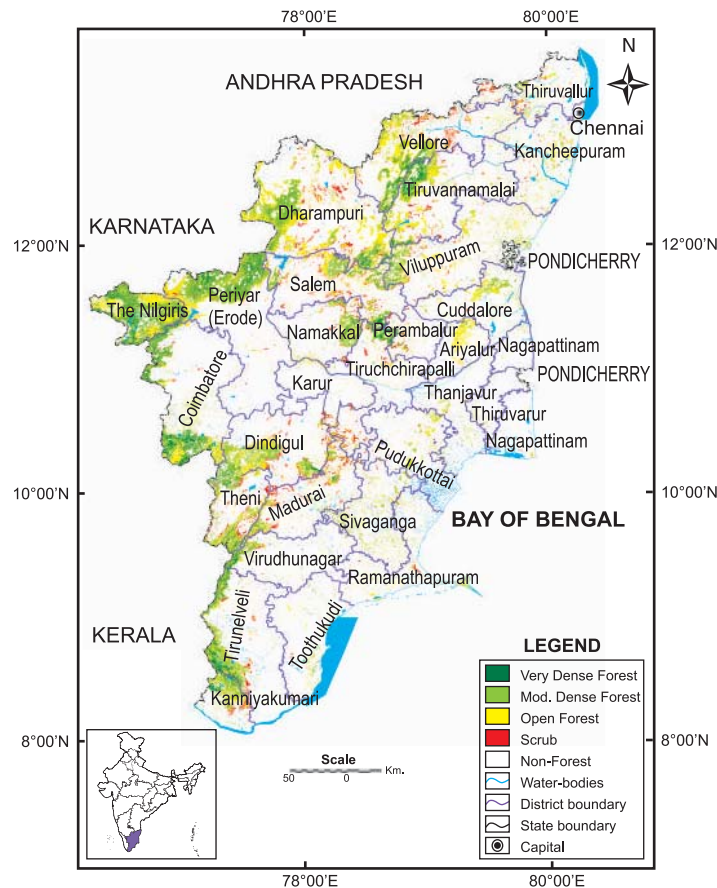 78°00'E
80°00'E
N
ANDHRA PRADESH
Thiruvallur
Chennai
Vellore
Kancheepuram
Tiruvannamalai
Dharampuri
KARNATAKA
12°00'N
12°00'N
Viluppuram
PONDICHERRY
Salem
Periyar
(Erode)
The Nilgiris
Cuddalore
Namakkal
Perambalur
Ariyalur
Nagapattinam
Tiruchchirapalli
PONDICHERRY
Karur
Thanjavur
Coimbatore
Thiruvarur
Dindigul
Nagapattinam
Pudukkottai
10°00'N
10°00'N
Theni
Madurai
BAY OF BENGAL
Sivaganga
Virudhunagar
Ramanathapuram
KERALA
Tirunelveli
Toothukudi
Kanniyakumari
LEGEND
Very Dense Forest
Mod. Dense Forest
Open Forest
Scrub
Non-Forest
Water-bodies
District boundary
State boundary
Capital
8°00'N
8°00'N
Scale
50 0 Km.
78°00'E
80°00'E